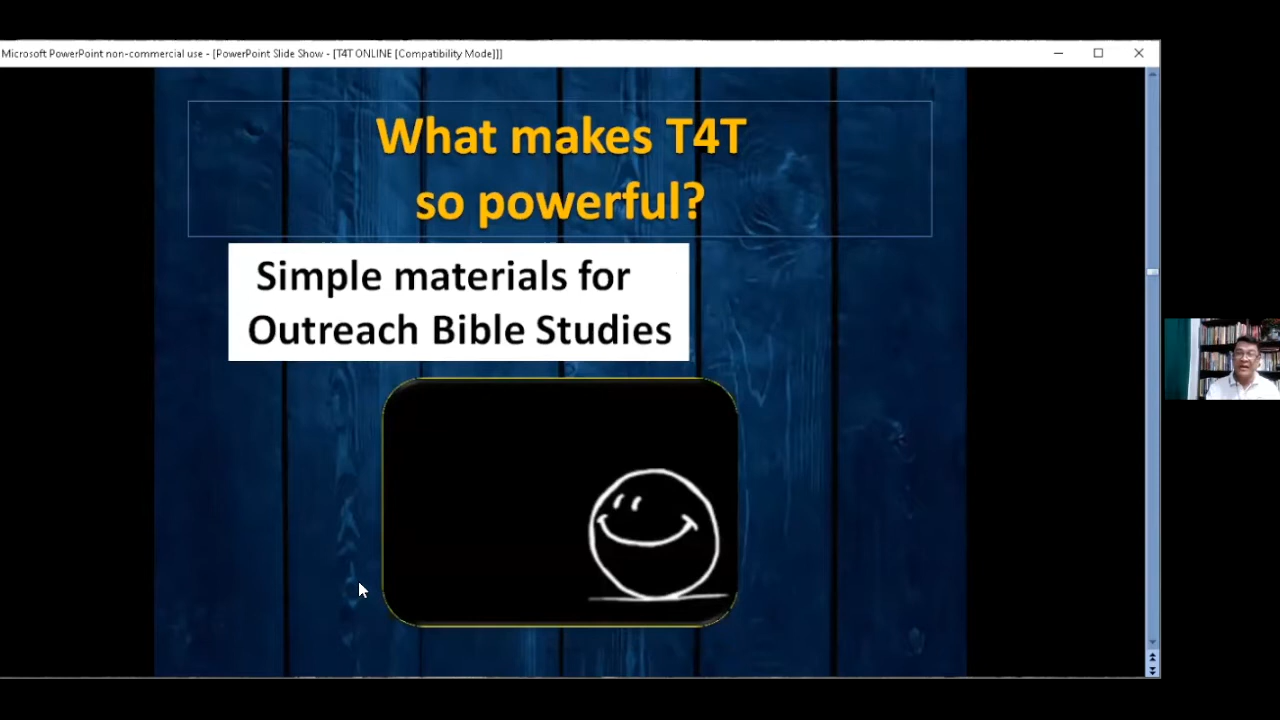 Microsoft PowerPoint non-commercial use - [PowerPoint Slide Show - [T4T ONLINE [Compatibility Mode]]]
What makes T4T
so powerful?
Simple materials for
Outreach Bible Studies